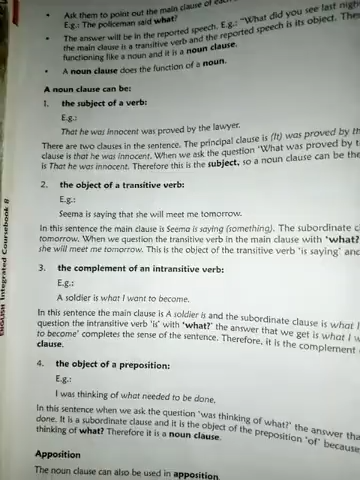 Ask them to point out the main clause of each
E.g.: The policeman said what?
The answer will be in the reported speech. E.g.: "What did you see last nigh
the main clause is a transitive verb and the reported speech is its object. Thes
functioning like a noun and it is a noun clause.
A noun clause does the function of a noun.
A noun clause can be:
1. the subject of a verb:
E.g.:
That he was innocent was proved by the lawyer.
There are two clauses in the sentence. The principal clause is (It) was proved by th
clause is that he was innocent. When we ask the question 'What was proved by t
is That he was innocent. Therefore this is the subject, so a noun clause can be the
2. the object of a transitive verb:
E.g.:
Seema is saying that she will meet me tomorrow.
In this sentence the main clause is Seema is saying (something). The subordinate c
tomorrow. When we question the transitive verb in the main clause with 'what?
she will meet me tomorrow. This is the object of the transitive verb 'is saying' and
3. the complement of an intransitive verb:
E.g.:
A soldier is what I want to become.
In this sentence the main clause is A soldier is and the subordinate clause is what I
question the intransitive verb 'is' with 'what?' the answer that we get is what I w
to become' completes the sense of the sentence. Therefore, it is the complement
clause.
4. the object of a preposition:
E.g.:
I was thinking of what needed to be done.
In this sentence when we ask the question 'was thinking of what?' the answer tha
done. It is a subordinate clause and it is the object of the preposition 'of' because
thinking of what? Therefore it is a noun clause.
Apposition
The noun clause can also be used in apposition.
English Integrated Coursebook 8